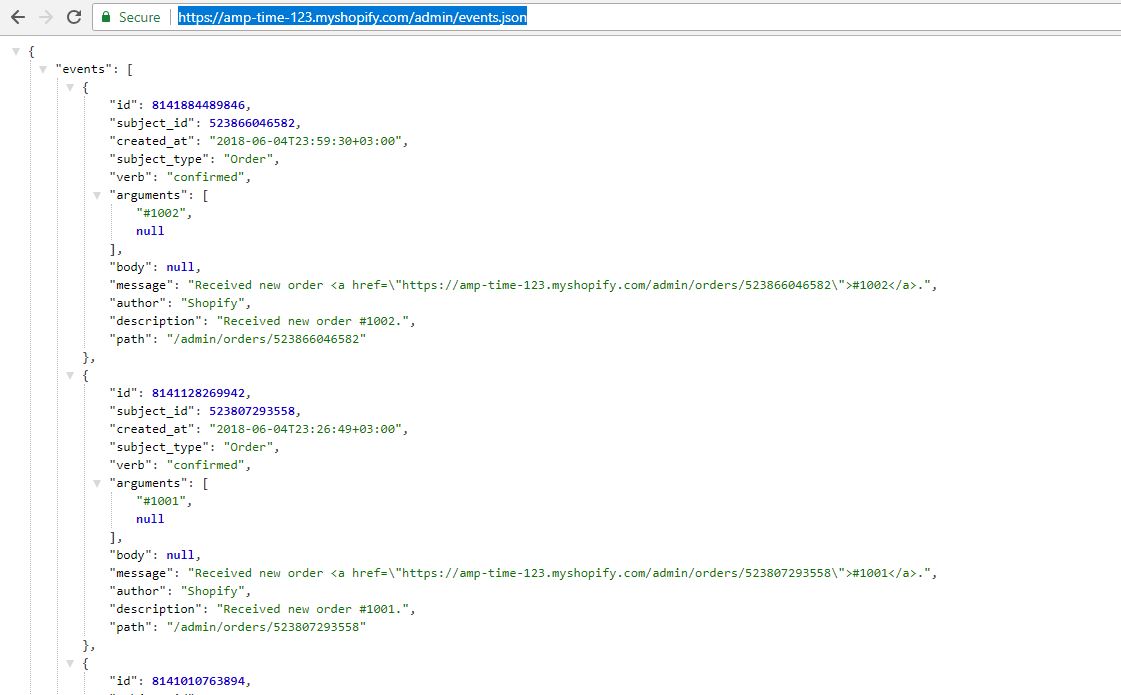 Secure | https://amp-time-123.myshopify.com/admin/events.json
{
"events": [
{
"id": 8141884489846,
"subject_id": 523866046582,
"created_at": "2018-06-04T23:59:30+03:00",
"subject_type": "Order",
"verb": "confirmed",
"arguments": [
"#1002",
null
],
"body": null,
"message": "Received new order <a href=\"https://amp-time-123.myshopify.com/admin/orders/523866046582\">#1002</a>.",
"author": "Shopify",
"description": "Received new order #1002.",
"path": "/admin/orders/523866046582"
},
{
"id": 8141128269942,
"subject_id": 523807293558,
"created_at": "2018-06-04T23:26:49+03:00",
"subject_type": "Order",
"verb": "confirmed",
"arguments": [
"#1001",
null
],
"body": null,
"message": "Received new order <a href=\"https://amp-time-123.myshopify.com/admin/orders/523807293558\">#1001</a>.",
"author": "Shopify",
"description": "Received new order #1001.",
"path": "/admin/orders/523807293558"
},
{
"id": 8141010763894,